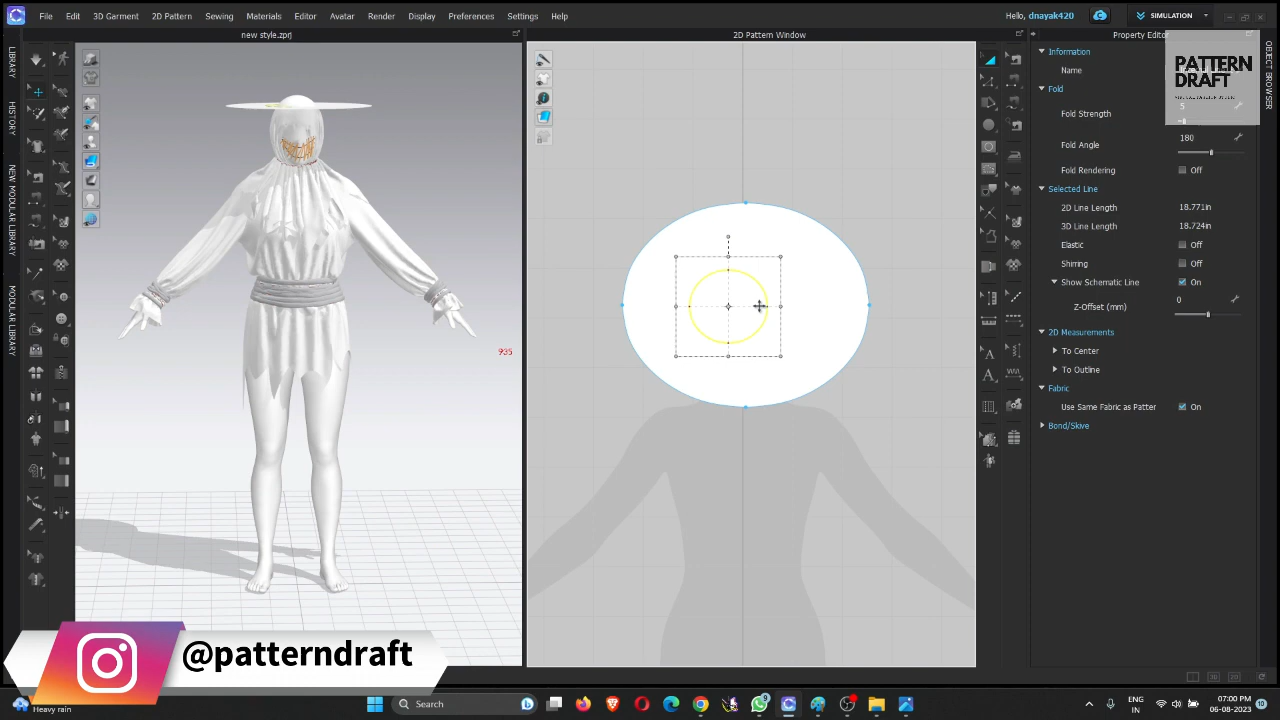 File Edit 3D Garment 2D Pattern Sewing Materials Editor Avatar Render Display Preferences Settings Help
Hello, dnayak420
SIMULATION
new style.zprj
2D Pattern Window
Property Editor
LIBRARY
HISTORY
NEW MODULAR LIBRARY
MODULAR LIBRARY
OBJECT BROWSER
PATTERN
DRAFT
Information
Name
Fold
Fold Strength 5
Fold Angle 180
Fold Rendering Off
Selected Line
2D Line Length 18.771in
3D Line Length 18.724in
Elastic Off
Shirring Off
Show Schematic Line On
Z-Offset (mm) 0
2D Measurements
To Center
To Outline
Fabric
Use Same Fabric as Patter On
Bond/Skive
935
@patterndraft
3D 2D
Heavy rain
Search
9
ENG
IN
07:00 PM
06-08-2023